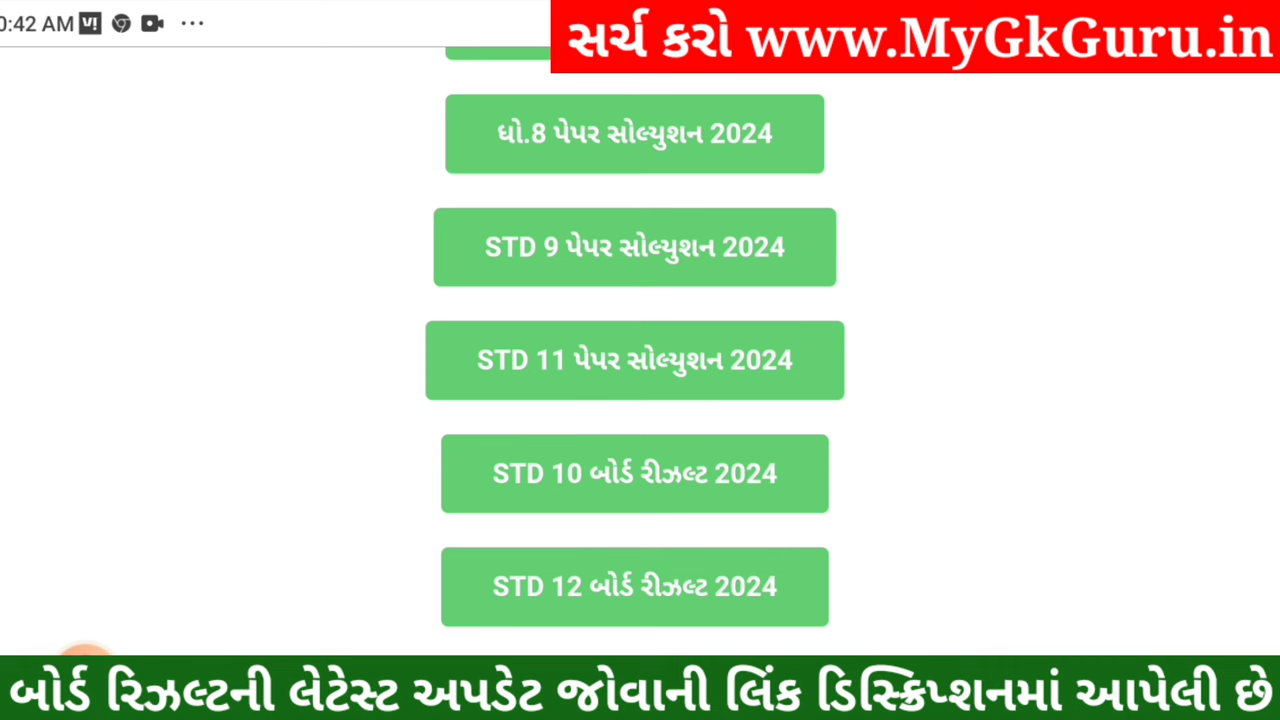 0:42 AM
સર્ચ કરો www.MyGkGuru.in
ધો.8 પેપર સોલ્યુશન 2024
STD 9 પેપર સોલ્યુશન 2024
STD 11 પેપર સોલ્યુશન 2024
STD 10 બોર્ડ રીઝલ્ટ 2024
STD 12 બોર્ડ રીઝલ્ટ 2024
બોર્ડ રિઝલ્ટની લેટેસ્ટ અપડેટ જોવાની લિંક ડિસ્ક્રિપ્શનમાં આપેલી છે